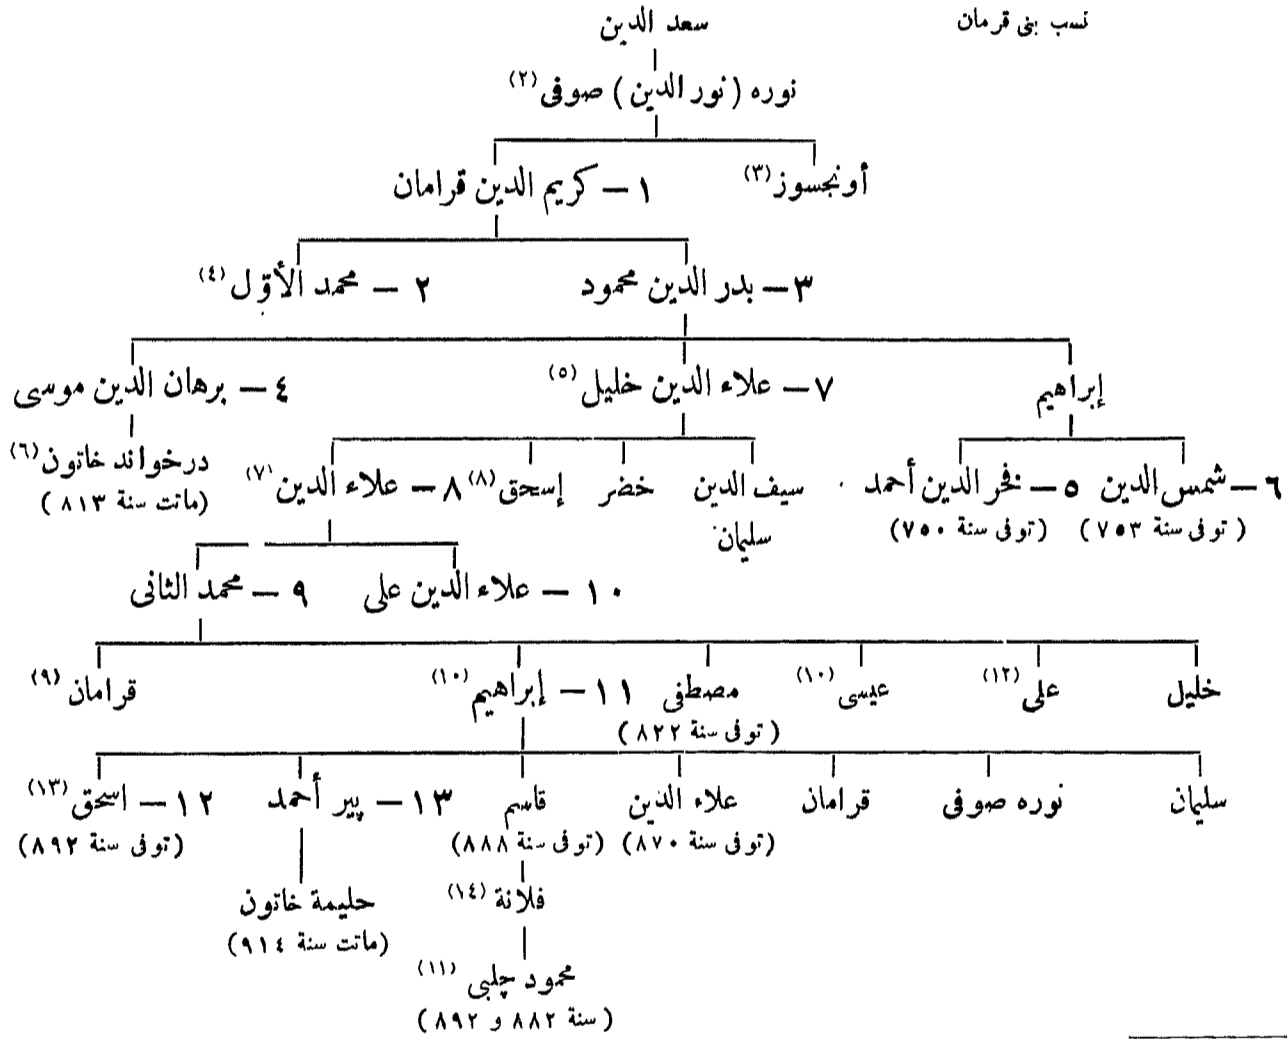 نسب بنى قرمان
سعد الدين
نوره (نور الدين) صوفى (٢)
أونجسوز (٣)
١ – كريم الدين قرامان
٣ – بدر الدين محمود
٢ – محمد الأوّل (٤)
إبراهيم
٧ – علاء الدين خليل (٥)
٤ – برهان الدين موسى
٦ – شمس الدين
(توفى سنة ٧٥٣)
٥ – فخر الدين أحمد
(توفى سنة ٧٥٠)
سيف الدين
سليمان
خضر
إسحق (٨)
٨ – علاء الدين (٧)
درخواند خاتون (٦)
(ماتت سنة ٨١٣)
١٠ – علاء الدين على
٩ – محمد الثانى
خليل
على (١٢)
عيسى (١٠)
مصطفى
(توفى سنة ٨٢٢)
١١ – إبراهيم (١٠)
قرامان (٩)
سليمان
نوره صوفى
قرامان
علاء الدين
(توفى سنة ٨٧٠)
قاسم
(توفى سنة ٨٨٨)
١٣ – پير أحمد
١٢ – اسحق (١٣)
(توفى سنة ٨٩٢)
فلانة (١٤)
حليمة خاتون
(ماتت سنة ٩١٤)
محمود چلبى (١١)
(سنة ٨٨٢ و ٨٩٢)